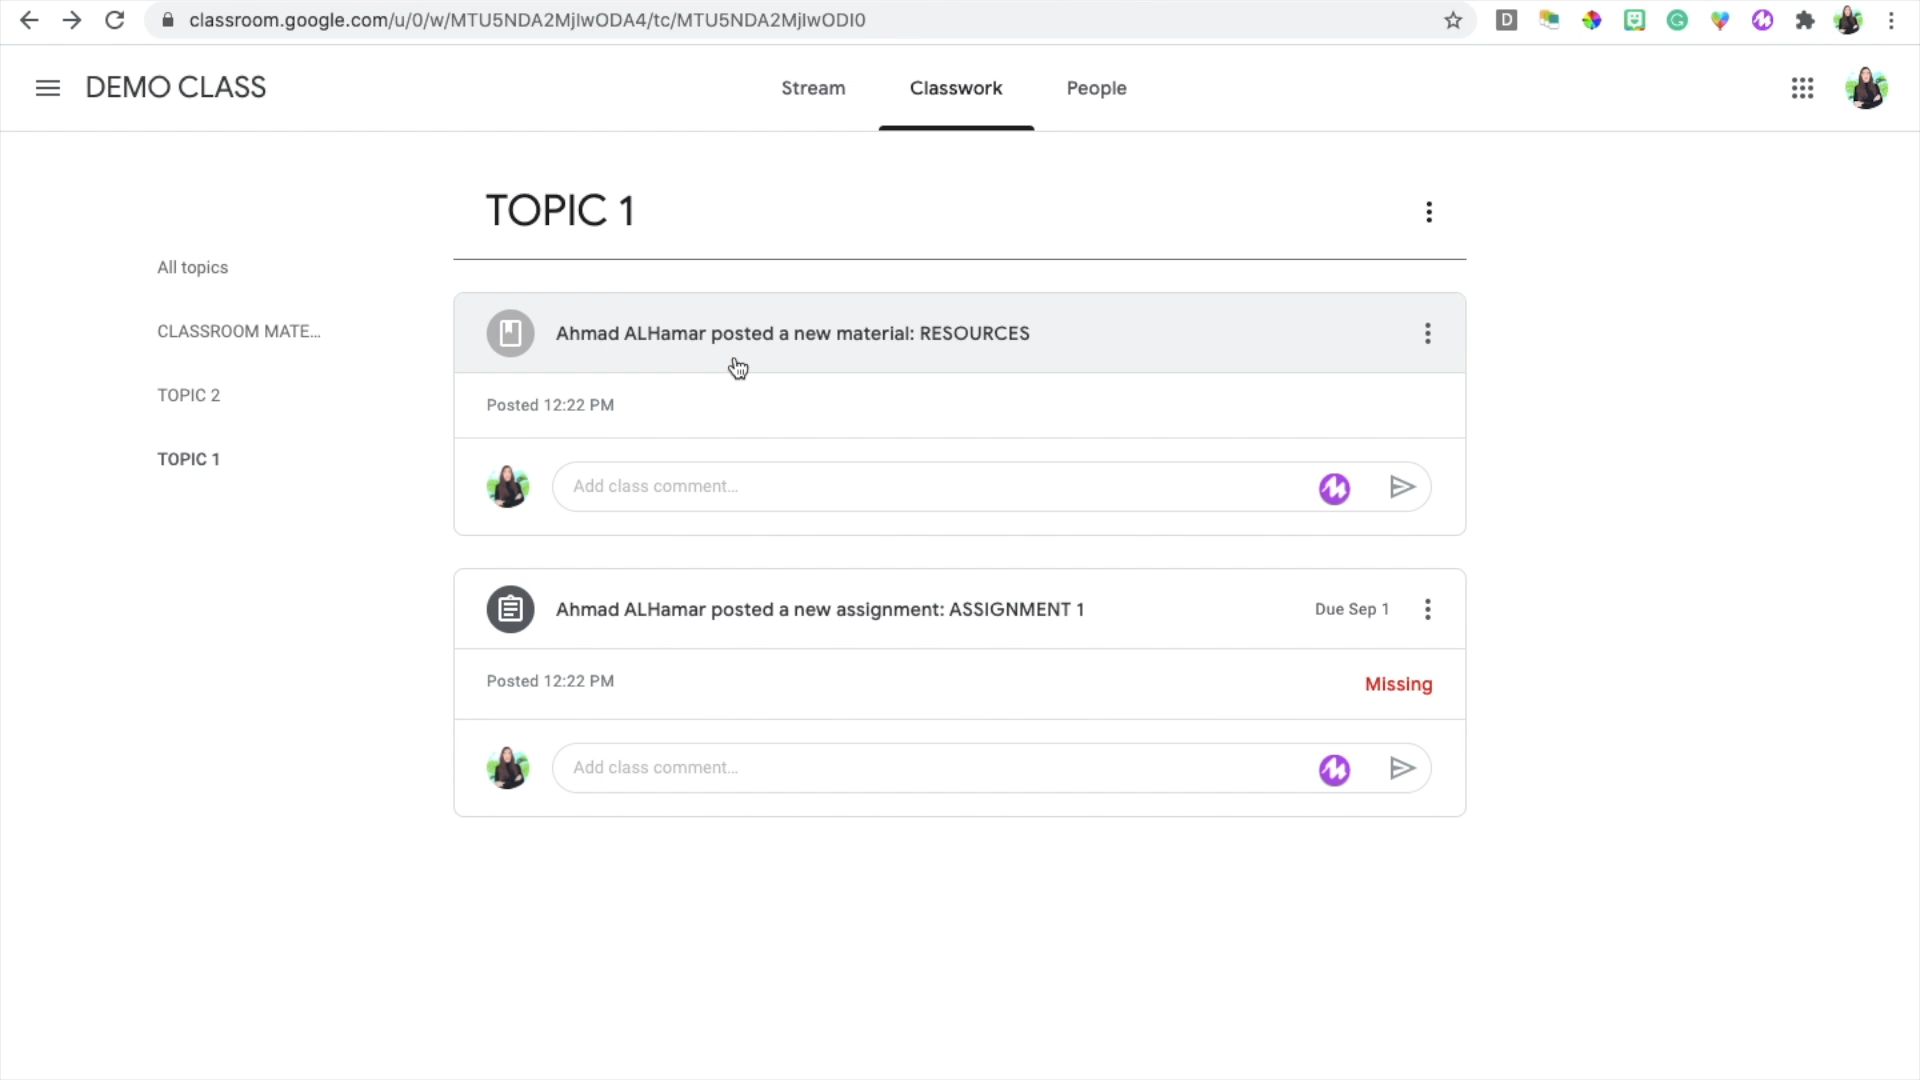 classroom.google.com/u/0/w/MTU5NDA2MjIwODA4/tc/MTU5NDA2MjIwODI0
DEMO CLASS
Stream
Classwork
People
TOPIC 1
All topics
CLASSROOM MATE...
TOPIC 2
TOPIC 1
Ahmad ALHamar posted a new material: RESOURCES
Posted 12:22 PM
Add class comment...
Ahmad ALHamar posted a new assignment: ASSIGNMENT 1
Due Sep 1
Posted 12:22 PM
Missing
Add class comment...